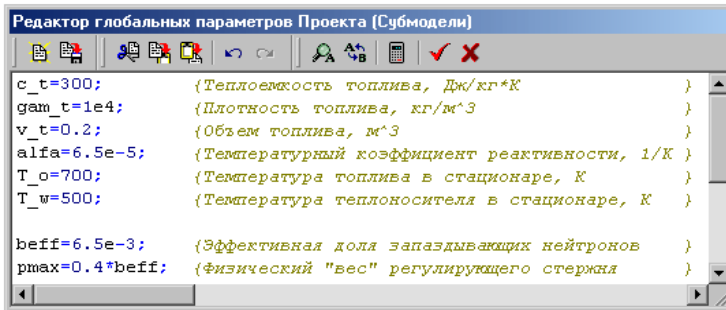 Редактор глобальных параметров Проекта (Субмодели)
c_t=300; {Теплоемкость топлива, Дж/кг*К }
gam_t=1e4; {Плотность топлива, кг/м^3 }
v_t=0.2; {Объем топлива, м^3 }
alfa=6.5e-5; {Температурный коэффициент реактивности, 1/К }
T_o=700; {Температура топлива в стационаре, К }
T_w=500; {Температура теплоносителя в стационаре, К }
beff=6.5e-3; {Эффективная доля запаздывающих нейтронов }
pmax=0.4*beff; {Физический "вес" регулирующего стержня }